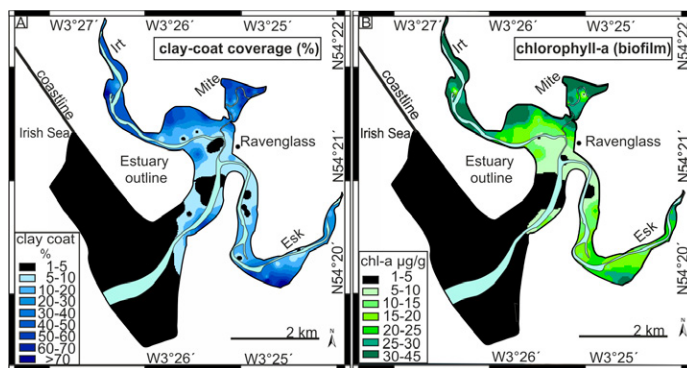 A
W3°27´
W3°26´
W3°25´
N54°22´
clay-coat coverage (%)
Irt
Mite
coastline
Irish Sea
Ravenglass
N54°21´
Estuary
outline
Esk
N54°20´
clay coat
%
1-5
5-10
10-20
20-30
30-40
40-50
50-60
60-70
>70
2 km
N
W3°26´
W3°25´
B
W3°27´
W3°26´
W3°25´
N54°22´
chlorophyll-a (biofilm)
Irt
Mite
coastline
Irish Sea
Ravenglass
N54°21´
Estuary
outline
Esk
N54°20´
chl-a µg/g
1-5
5-10
10-15
15-20
20-25
25-30
30-45
2 km
N
W3°26´
W3°25´